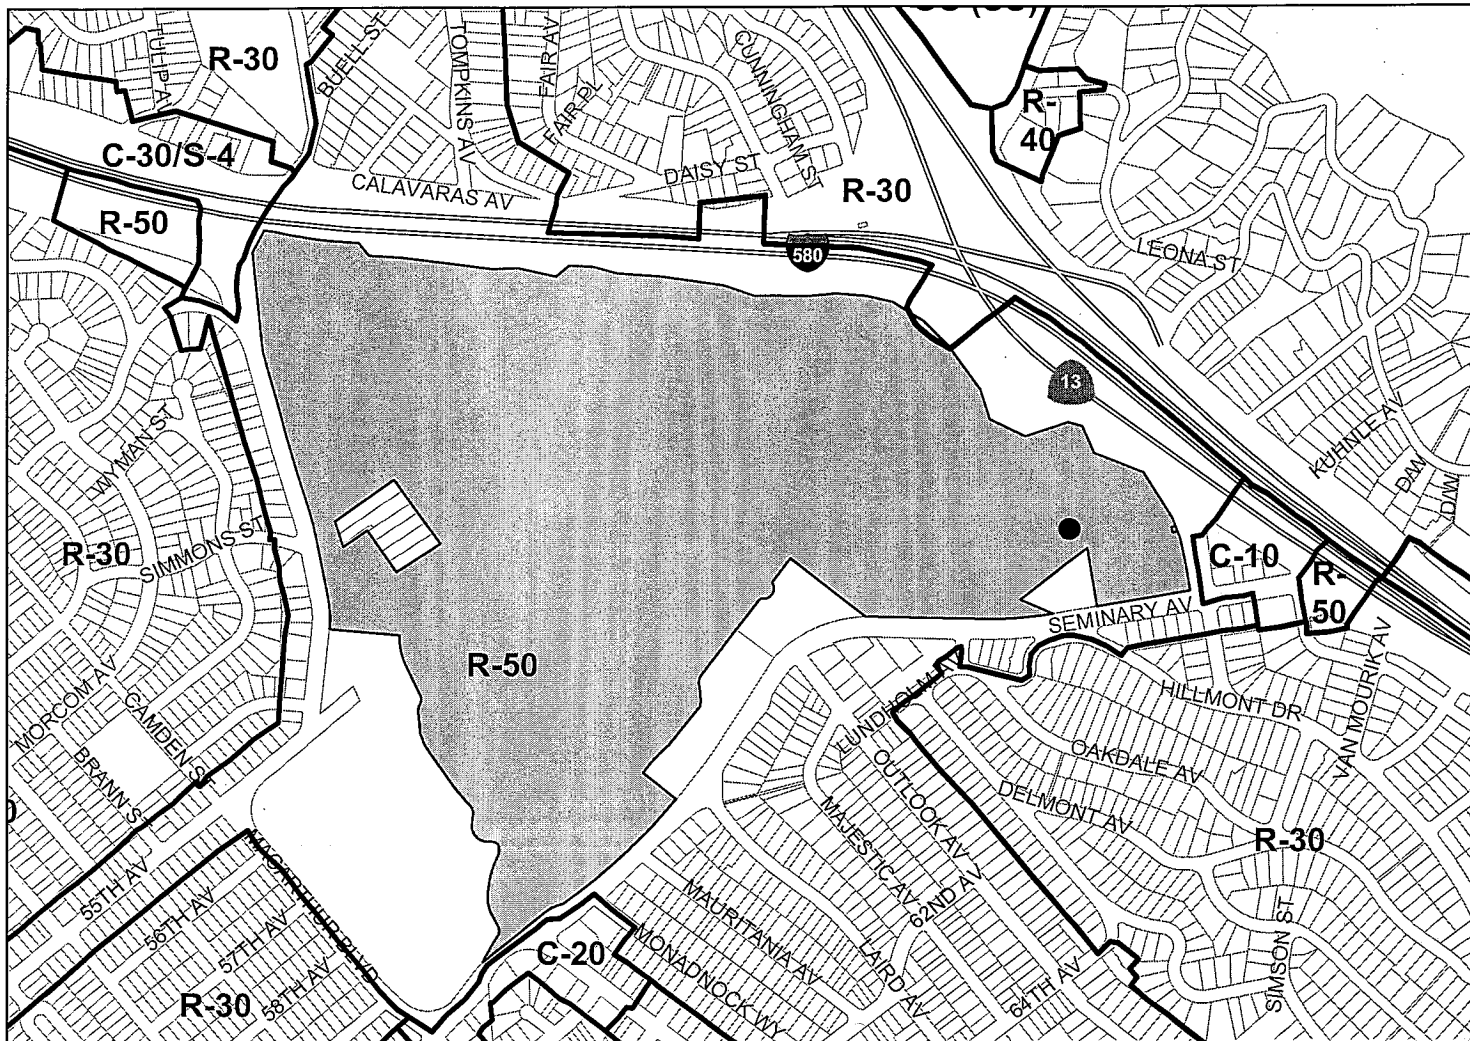 R-30
TULIP AV
BUELL ST
TOMPKINS AV
FAIR AV
FAIR PL
CUNNINGHAM ST
R-
40
C-30/S-4
CALAVARAS AV
DAISY ST
R-30
R-50
580
LEONA ST
13
WYMAN ST
KUHNLE AV
DAW
DAW
R-30
SIMMONS ST
C-10
R-
50
SEMINARY AV
R-50
MORCOM AV
CAMDEN ST
BRANN ST
LUNDHOLM AV
HILLMONT DR
VAN MOURIK AV
OAKDALE AV
OUTLOOK AV
DELMONT AV
MAJESTIC AV
R-30
MACARTHUR BLVD
55TH AV
56TH AV
57TH AV
58TH AV
62ND AV
MAURITANIA AV
C-20
MONADNOCK WY
LAIRD AV
64TH AV
SIMSON ST
R-30